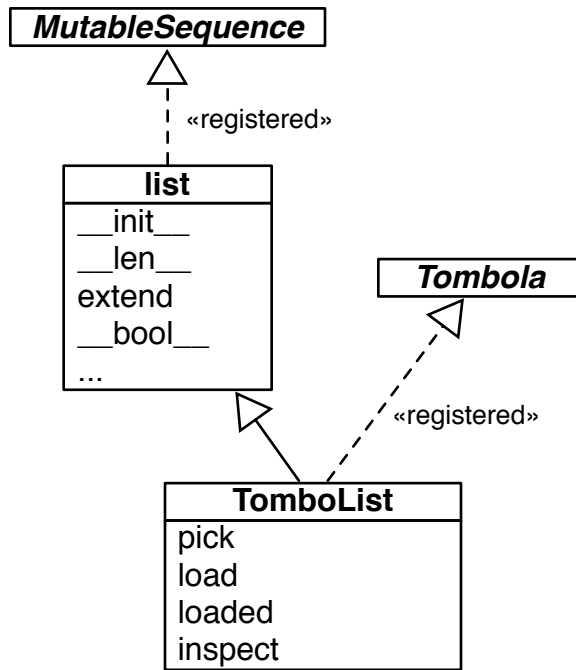 MutableSequence
«registered»
list
__init__
__len__
extend
__bool__
...
Tombola
«registered»
TomboList
pick
load
loaded
inspect